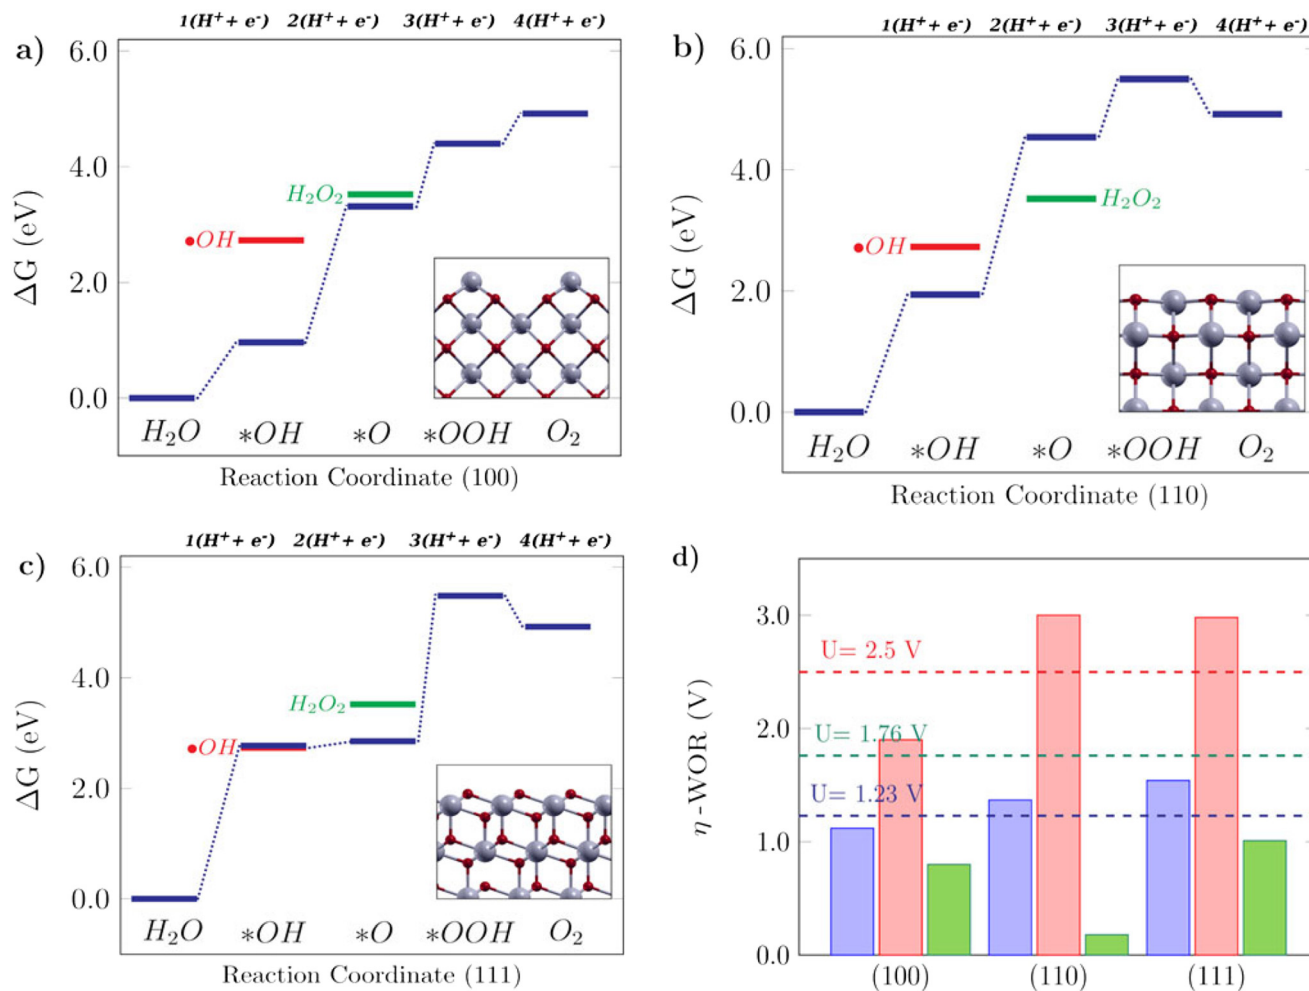 a)
1(H⁺+ e⁻) 2(H⁺+ e⁻) 3(H⁺+ e⁻) 4(H⁺+ e⁻)
6.0
4.0
2.0
0.0
ΔG (eV)
H₂O₂
•OH
H₂O *OH *O *OOH O₂
Reaction Coordinate (100)
b)
1(H⁺+ e⁻) 2(H⁺+ e⁻) 3(H⁺+ e⁻) 4(H⁺+ e⁻)
6.0
4.0
2.0
0.0
ΔG (eV)
H₂O₂
•OH
H₂O *OH *O *OOH O₂
Reaction Coordinate (110)
c)
1(H⁺+ e⁻) 2(H⁺+ e⁻) 3(H⁺+ e⁻) 4(H⁺+ e⁻)
6.0
4.0
2.0
0.0
ΔG (eV)
H₂O₂
•OH
H₂O *OH *O *OOH O₂
Reaction Coordinate (111)
d)
3.0
2.0
1.0
0.0
η-WOR (V)
U= 2.5 V
U= 1.76 V
U= 1.23 V
(100) (110) (111)